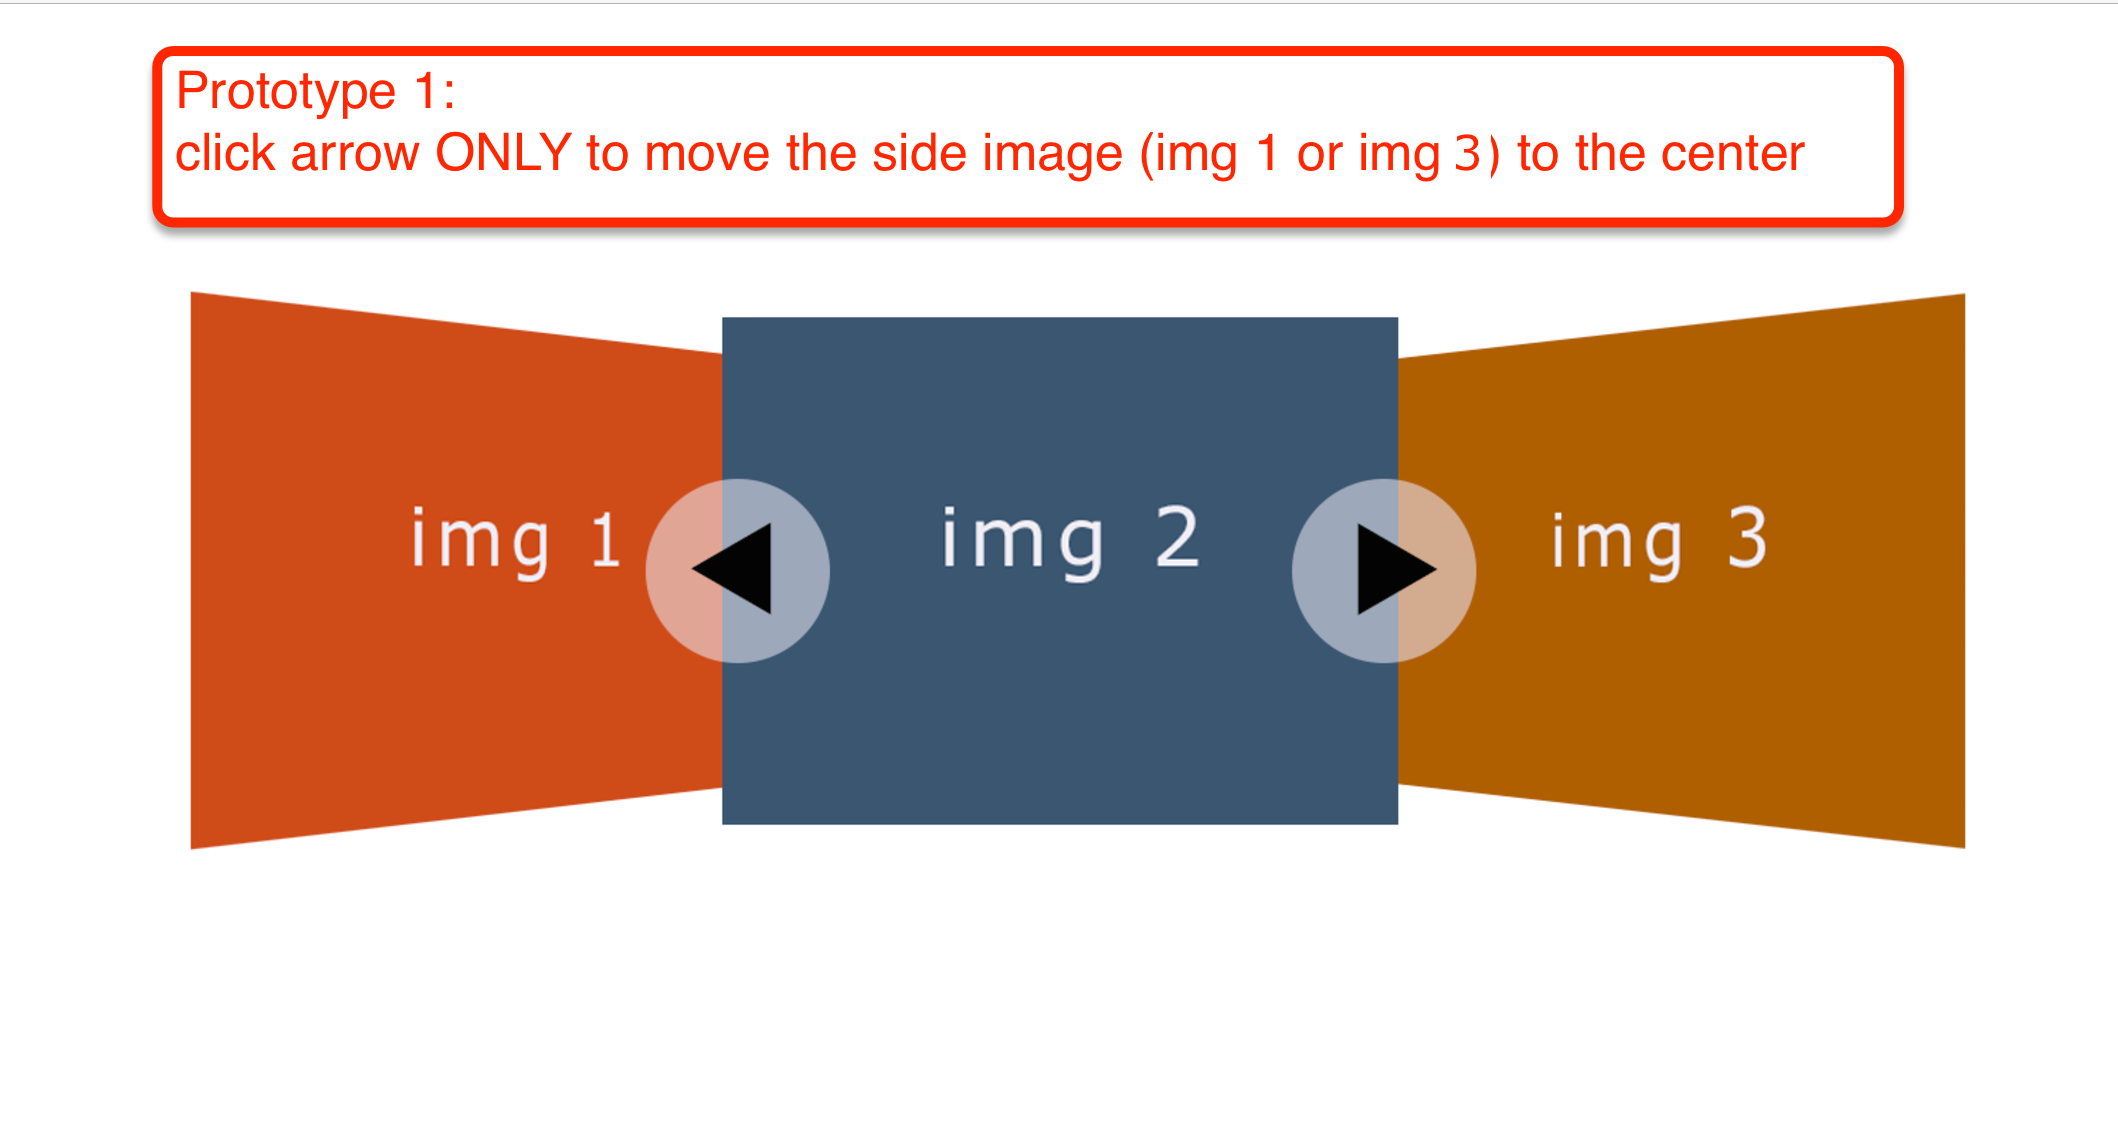 Prototype 1:
click arrow ONLY to move the side image (img 1 or img 3) to the center
img 1
img 2
img 3